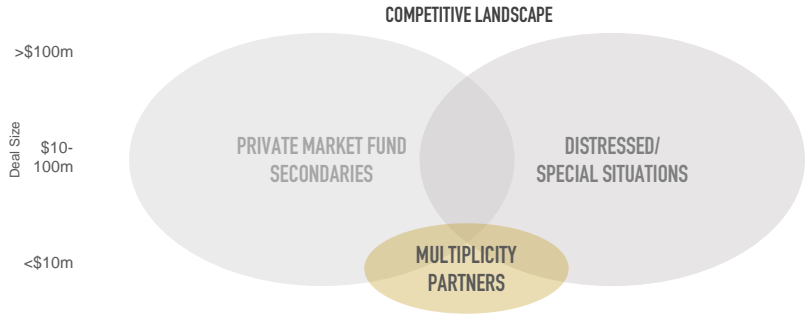 COMPETITIVE LANDSCAPE
>$100m
Deal Size
$10-
100m
<$10m
PRIVATE MARKET FUND
SECONDARIES
DISTRESSED/
SPECIAL SITUATIONS
MULTIPLICITY
PARTNERS